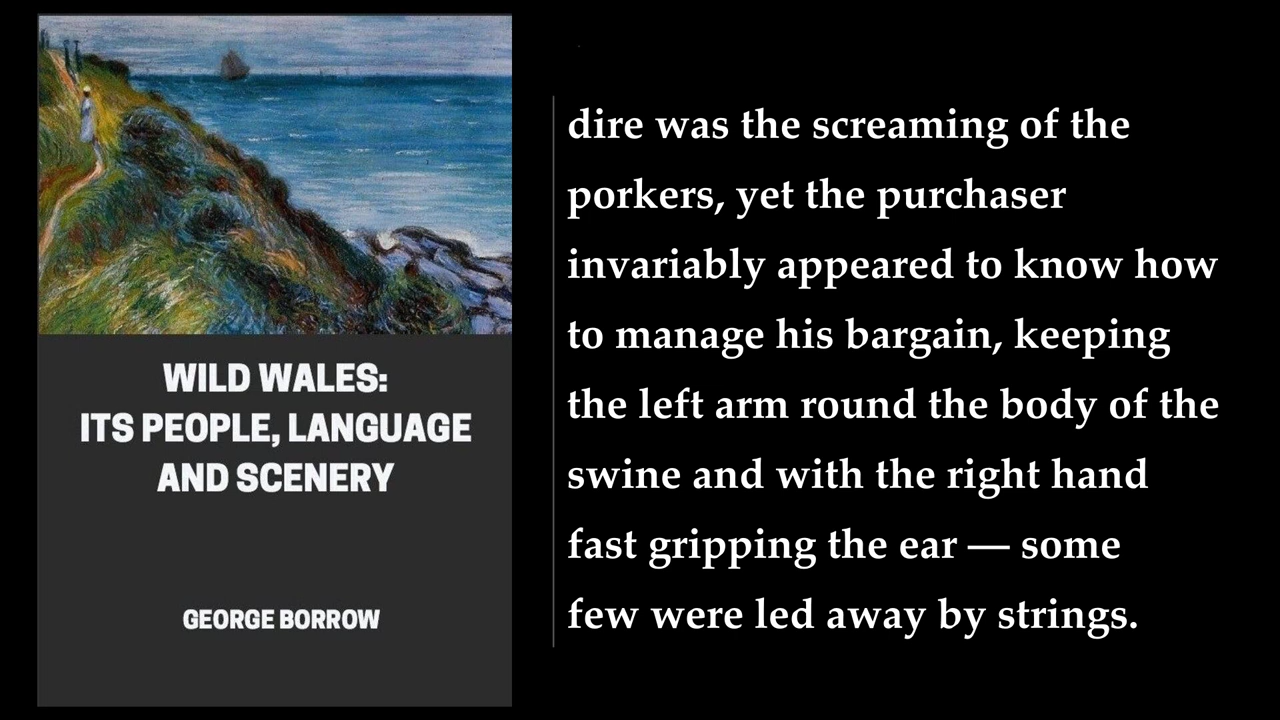 WILD WALES:
ITS PEOPLE, LANGUAGE
AND SCENERY
GEORGE BORROW
dire was the screaming of the
porkers, yet the purchaser
invariably appeared to know how
to manage his bargain, keeping
the left arm round the body of the
swine and with the right hand
fast gripping the ear — some
few were led away by strings.